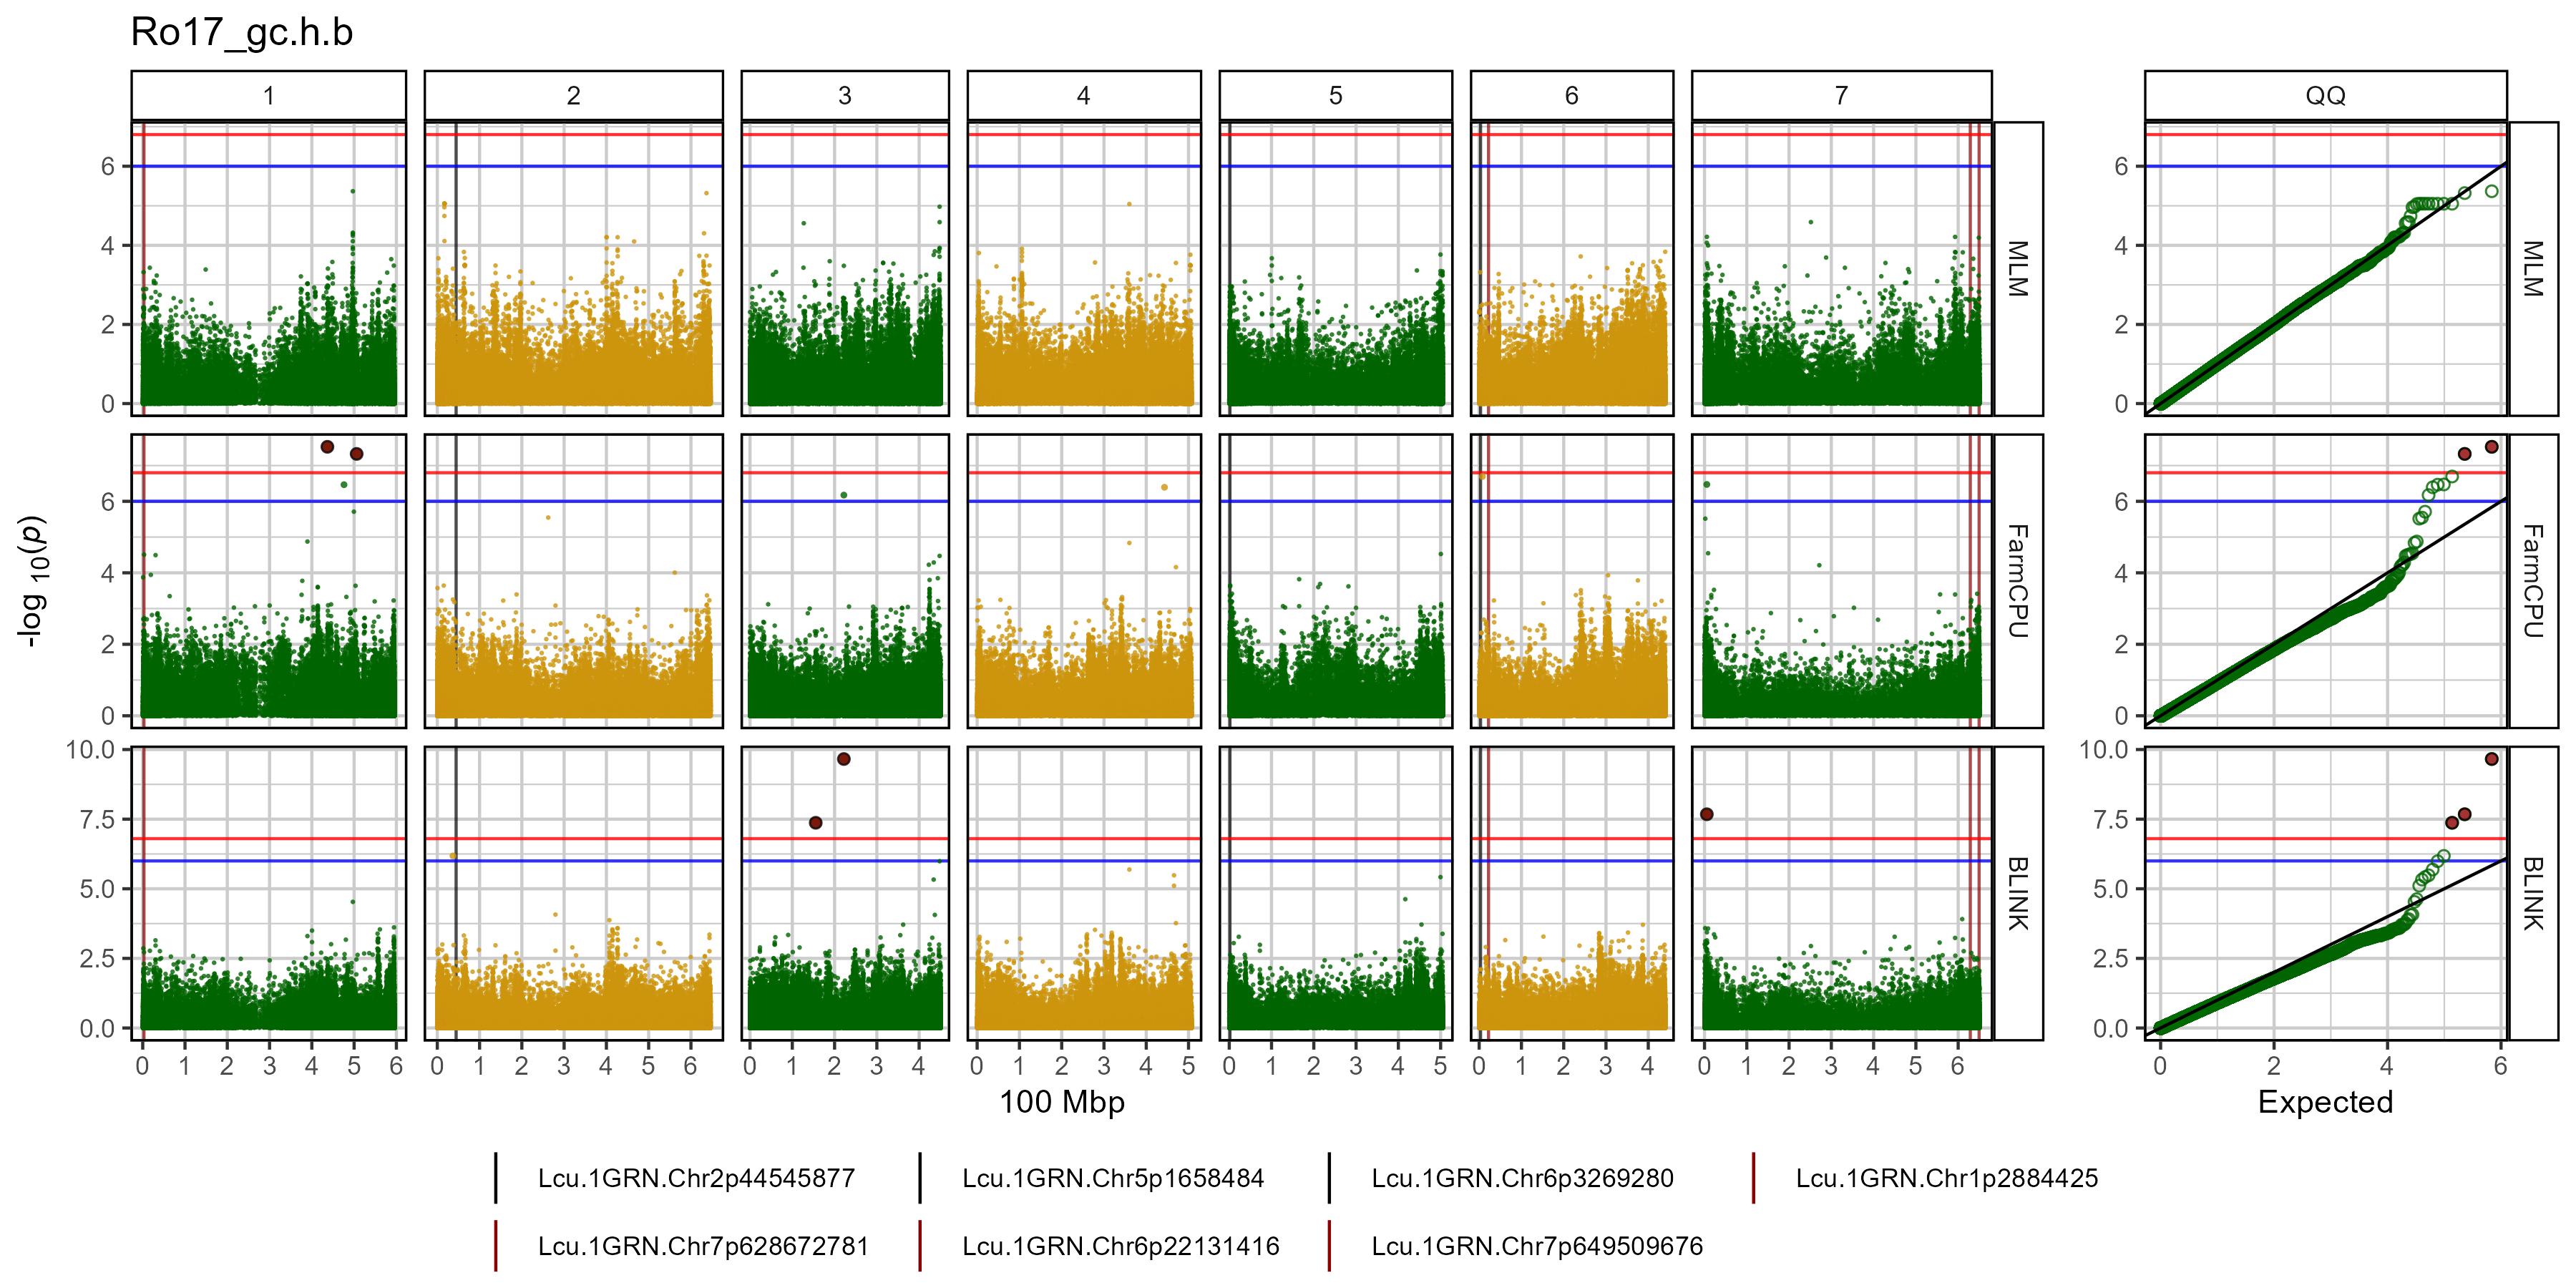 Ro17_gc.h.b
1 2 3 4 5 6 7 QQ
6 4 2 0 MLM 6 4 2 0 MLM
6 4 2 0 FarmCPU 6 4 2 0 FarmCPU
10.0 7.5 5.0 2.5 0.0 BLINK 10.0 7.5 5.0 2.5 0.0 BLINK
-log 10(p)
0 1 2 3 4 5 6 0 1 2 3 4 5 6 0 1 2 3 4 0 1 2 3 4 5 0 1 2 3 4 5 0 1 2 3 4 0 1 2 3 4 5 6 0 2 4 6
100 Mbp Expected
Lcu.1GRN.Chr2p44545877 Lcu.1GRN.Chr5p1658484 Lcu.1GRN.Chr6p3269280 Lcu.1GRN.Chr1p2884425
Lcu.1GRN.Chr7p628672781 Lcu.1GRN.Chr6p22131416 Lcu.1GRN.Chr7p649509676